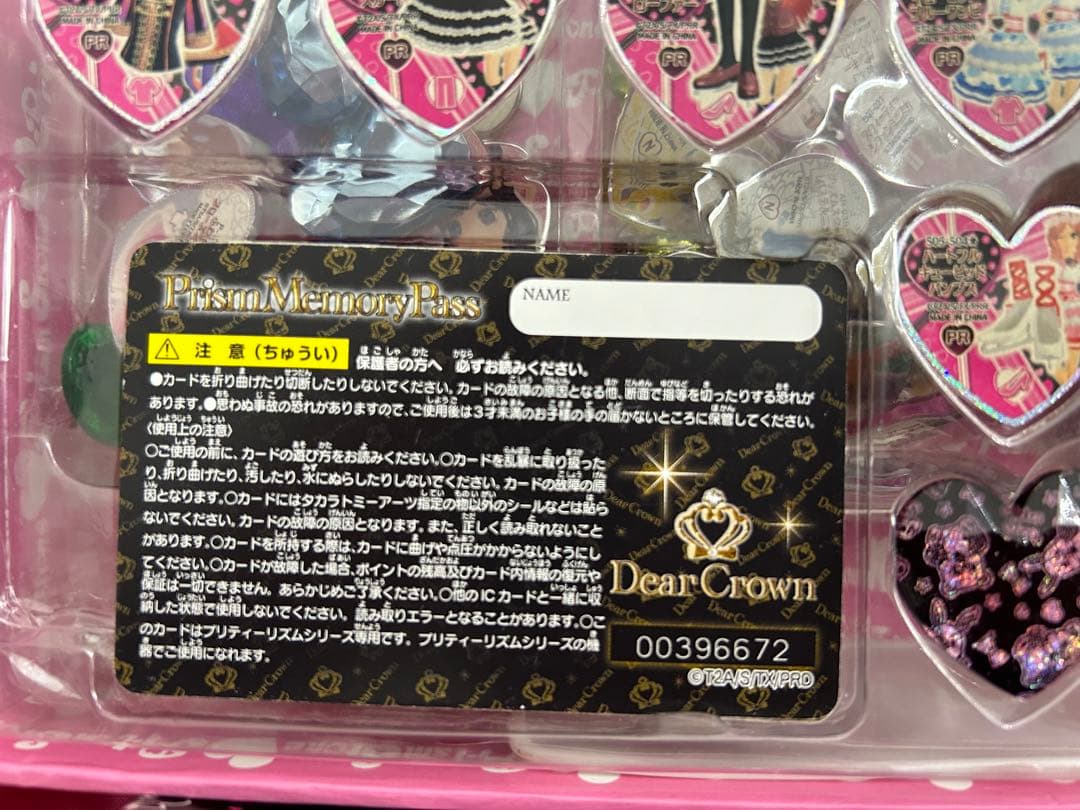 MADE IN CHINA
PR
PR
MADE IN CHINA
PR
MADE IN CHINA
PR
Prism Memory Pass
NAME
注 意（ちゅうい）
保護者の方へ 必ずお読みください。
●カードを折り曲げたり切断したりしないでください。カードの故障の原因となる他、断面で指等を切ったりする恐れが
あります。●思わぬ事故の恐れがありますので、ご使用後は3才未満のお子様の手の届かないところに保管してください。
〈使用上の注意〉
○ご使用の前に、カードの遊び方をお読みください。○カードを乱暴に取り扱った
り、折り曲げたり、汚したり、水にぬらしたりしないでください。カードの故障の原
因となります。○カードにはタカラトミーアーツ指定の物以外のシールなどは貼ら
ないでください。カードの故障の原因となります。また、正しく読み取れないこと
があります。○カードを所持する際は、カードに曲げや点圧がかからないようにし
てください。○カードが故障した場合、ポイントの残高及びカード内情報の復元や
保証は一切できません。あらかじめご了承ください。○他のICカードと一緒に収
納した状態で使用しないでください。読み取りエラーとなることがあります。○こ
のカードはプリティーリズムシリーズ専用です。プリティーリズムシリーズの機
器でご使用になれます。
Dear Crown
00396672
©T2A/S/TX/PRD
ハートフル
キューピッド
パンプス
MADE IN CHINA
PR